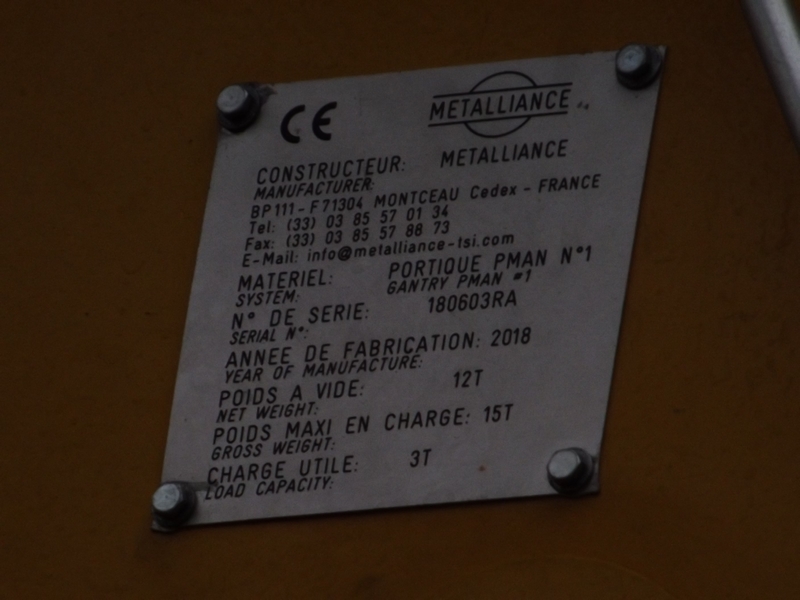 CE
METALLIANCE
CONSTRUCTEUR: METALLIANCE
MANUFACTURER:
BP 111 - F 71304 MONTCEAU Cedex - FRANCE
Tel: (33) 03 85 57 01 34
Fax: (33) 03 85 57 88 73
E-Mail: info@metalliance-tsi.com
MATERIEL: PORTIQUE PMAN N°1
SYSTEM: GANTRY PMAN #1
N° DE SERIE: 180603RA
SERIAL N°:
ANNEE DE FABRICATION: 2018
YEAR OF MANUFACTURE:
POIDS A VIDE: 12T
NET WEIGHT:
POIDS MAXI EN CHARGE: 15T
GROSS WEIGHT:
CHARGE UTILE: 3T
LOAD CAPACITY: